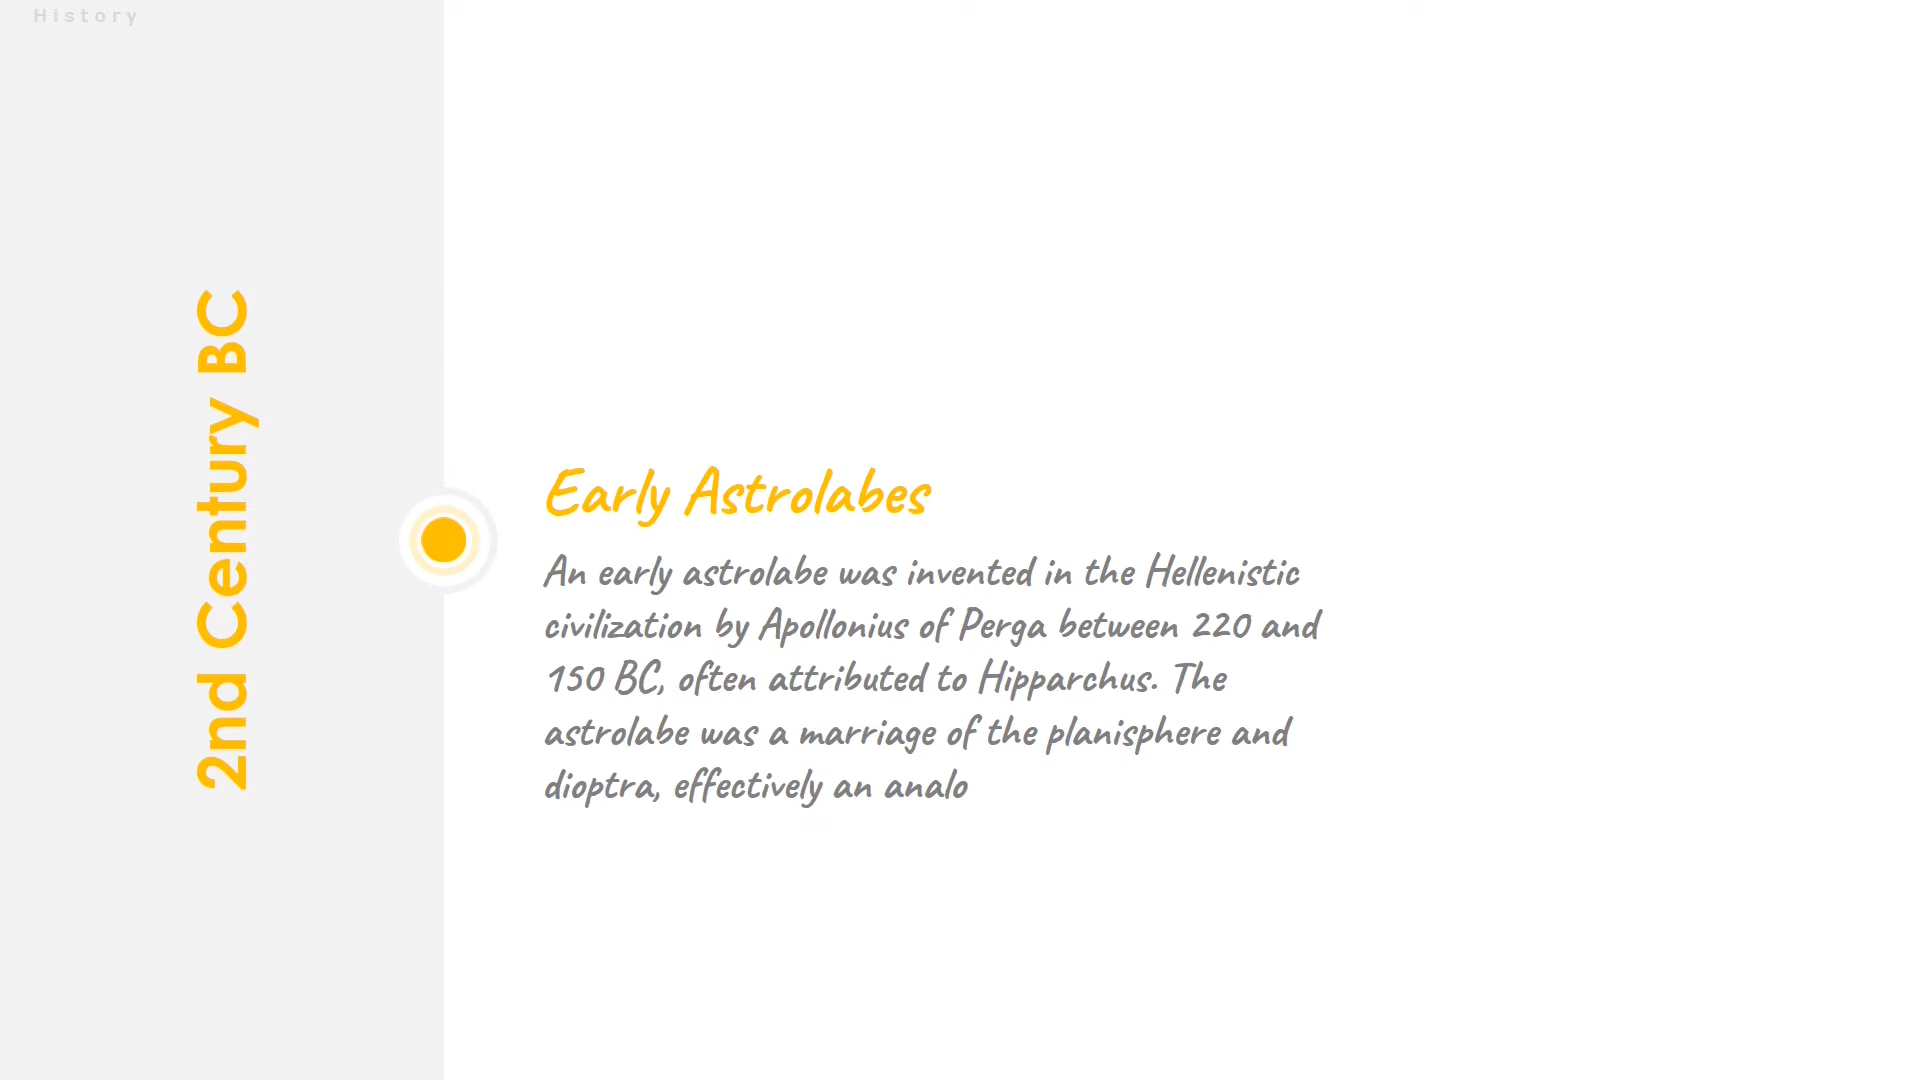 History
2nd Century BC
Early Astrolabes
An early astrolabe was invented in the Hellenistic
civilization by Apollonius of Perga between 220 and
150 BC, often attributed to Hipparchus. The
astrolabe was a marriage of the planisphere and
dioptra, effectively an analo